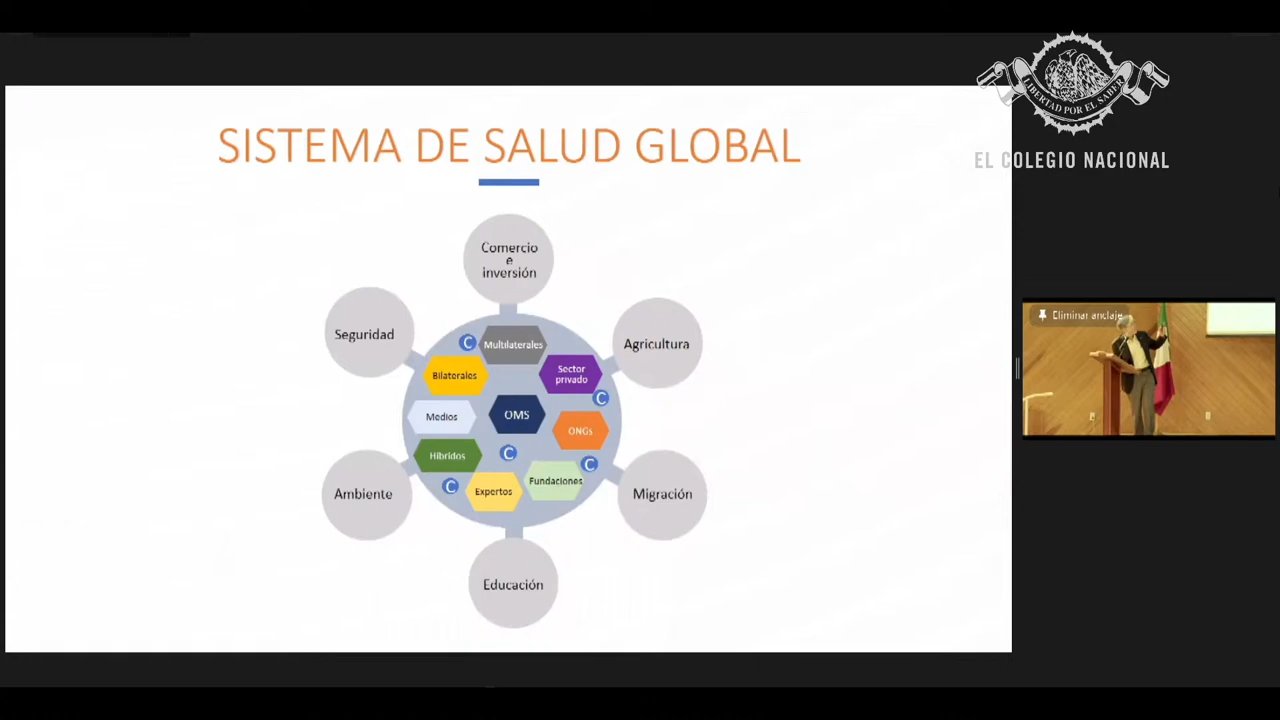 LIBERTAD POR EL SABER
EL COLEGIO NACIONAL
SISTEMA DE SALUD GLOBAL
Comercio
e
inversión
Seguridad
Agricultura
C
Multilaterales
Bilaterales
Sector
privado
C
Medios
OMS
ONGs
Híbridos
C
C
Fundaciones
C
Expertos
Ambiente
Migración
Educación
Eliminar anclaje